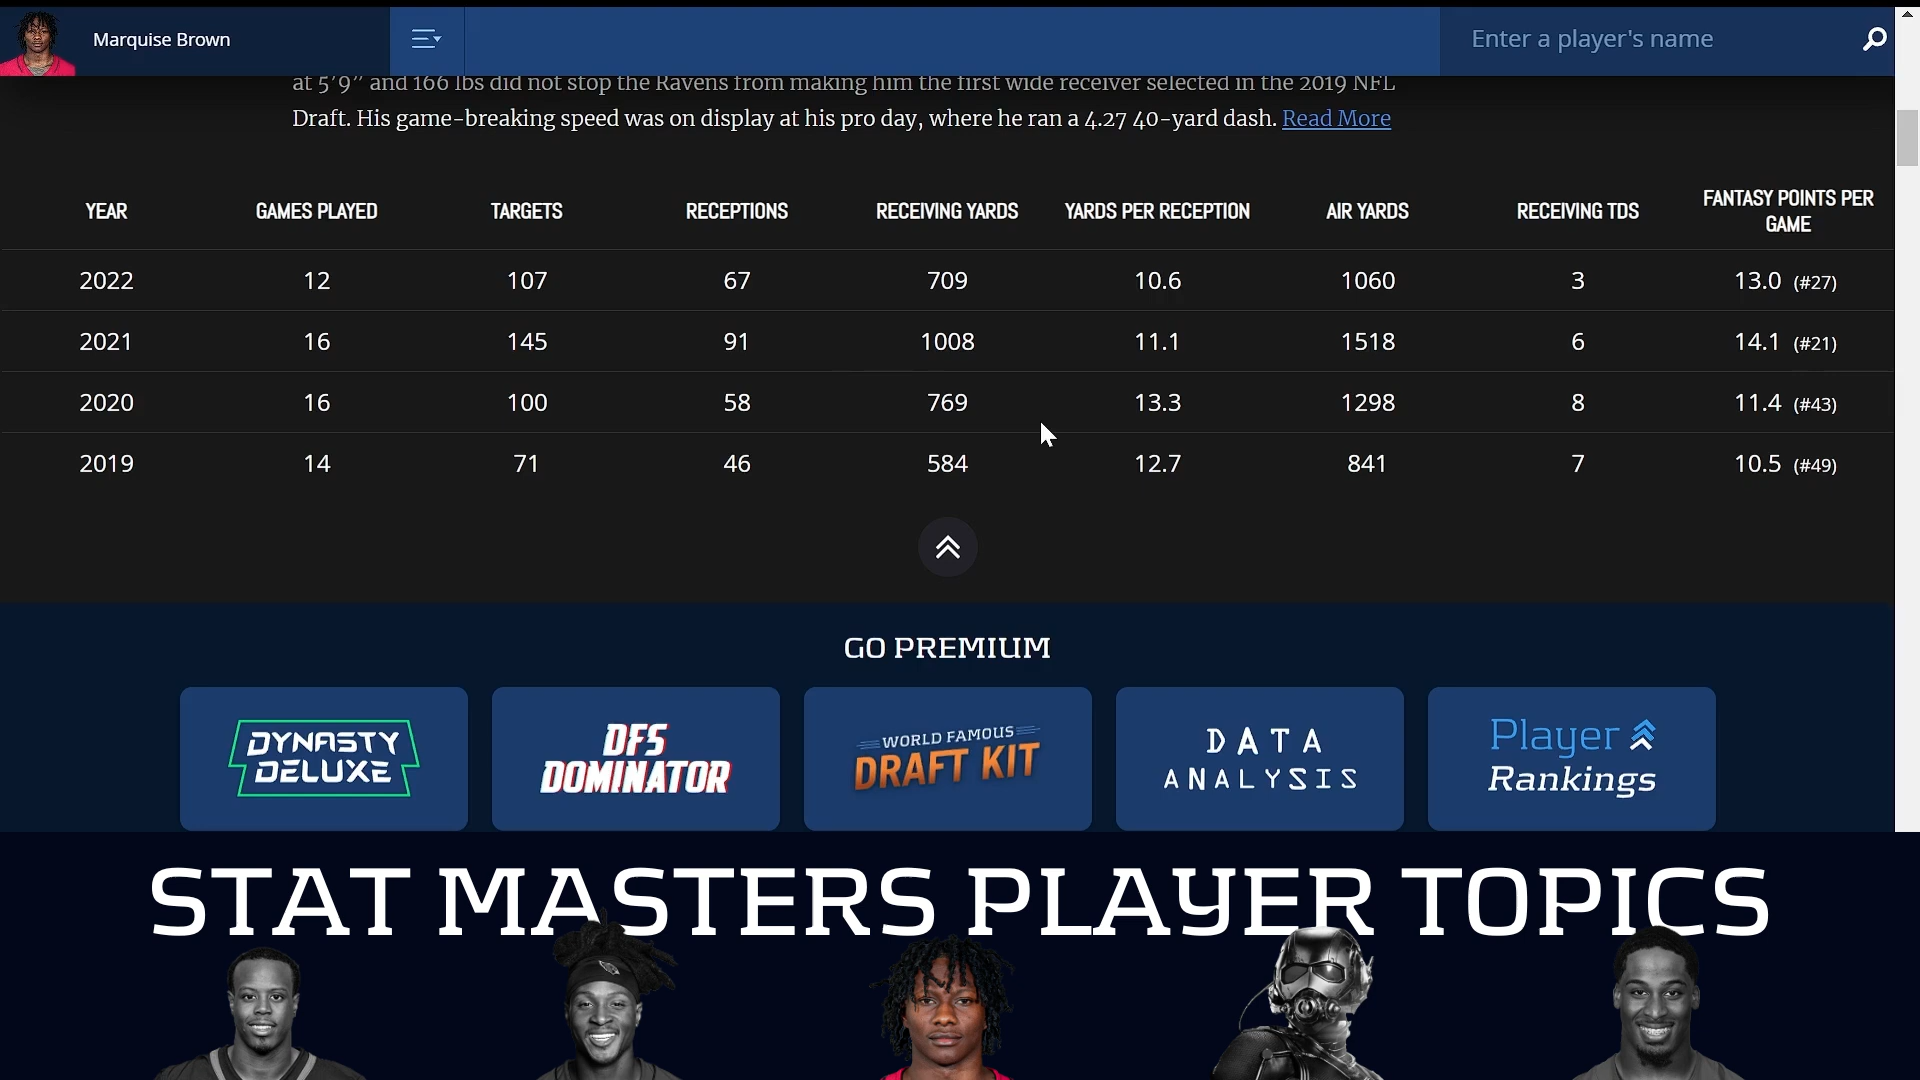 Marquise Brown
Enter a player's name
at 5’9” and 166 lbs did not stop the Ravens from making him the first wide receiver selected in the 2019 NFL
Draft. His game-breaking speed was on display at his pro day, where he ran a 4.27 40-yard dash. Read More
YEAR GAMES PLAYED TARGETS RECEPTIONS RECEIVING YARDS YARDS PER RECEPTION AIR YARDS RECEIVING TDS FANTASY POINTS PER
GAME
2022 12 107 67 709 10.6 1060 3 13.0 (#27)
2021 16 145 91 1008 11.1 1518 6 14.1 (#21)
2020 16 100 58 769 13.3 1298 8 11.4 (#43)
2019 14 71 46 584 12.7 841 7 10.5 (#49)
GO PREMIUM
DYNASTY
DELUXE
DFS
DOMINATOR
WORLD FAMOUS
DRAFT KIT
DATA
ANALYSIS
Player
Rankings
STAT MASTERS PLAYER TOPICS